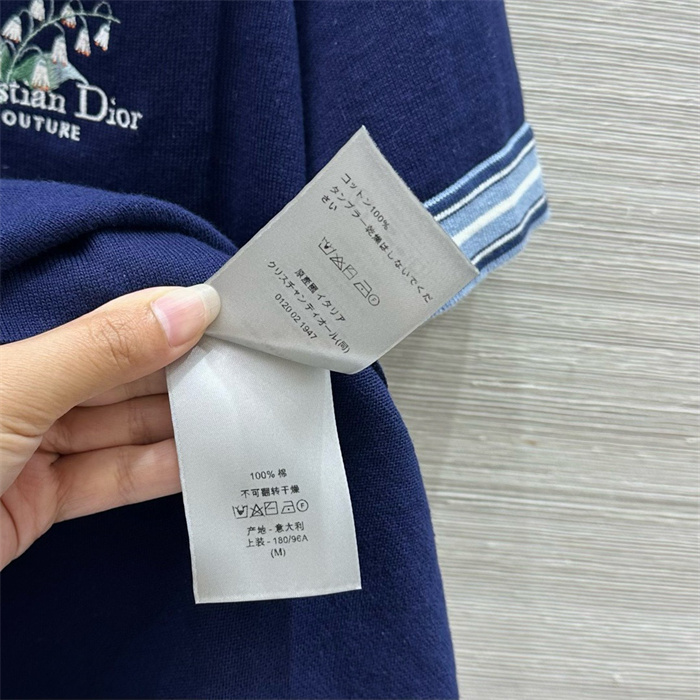 stian Dior
OUTURE
コットン100%
タンブラー乾燥はしないでくだ
さい
原産國 イタリア
クリスチャンディオール(同)
0120 02 1947
100% 棉
不可翻转干燥
产地 - 意大利
上装 - 180/96A
(M)